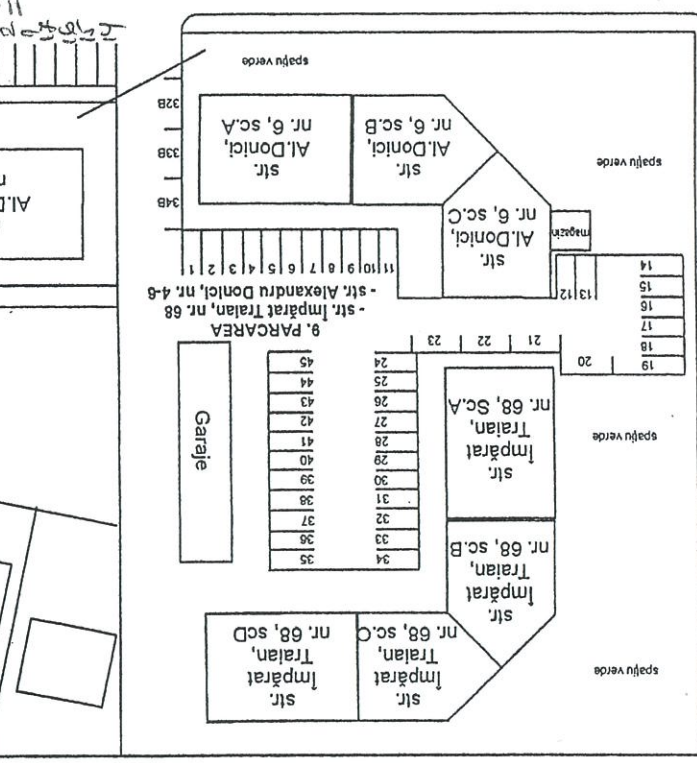 spațiu verde
str.
Împărat
Traian,
nr. 68, sc.C
str.
Împărat
Traian,
nr. 68, scD
str.
Împărat
Traian,
nr. 68, sc.B
str.
Împărat
Traian,
nr. 68, Sc.A
spațiu verde
34 35
33 36
32 37
31 38
30 39
29 40
28 41
27 42
26 43
25 44
24 45
Garaje
19 20
18
17
16
15
14
21 22 23
13 12
9. PARCAREA
- str. Împărat Traian, nr. 68
- str. Alexandru Donici, nr. 4-6
11 10 9 8 7 6 5 4 3 2 1
magazin
str.
Al.Donici,
nr. 6, sc.C
str.
Al.Donici,
nr. 6, sc.B
str.
Al.Donici,
nr. 6, sc.A
34B
33B
32B
spațiu verde
spațiu verde
Al.D